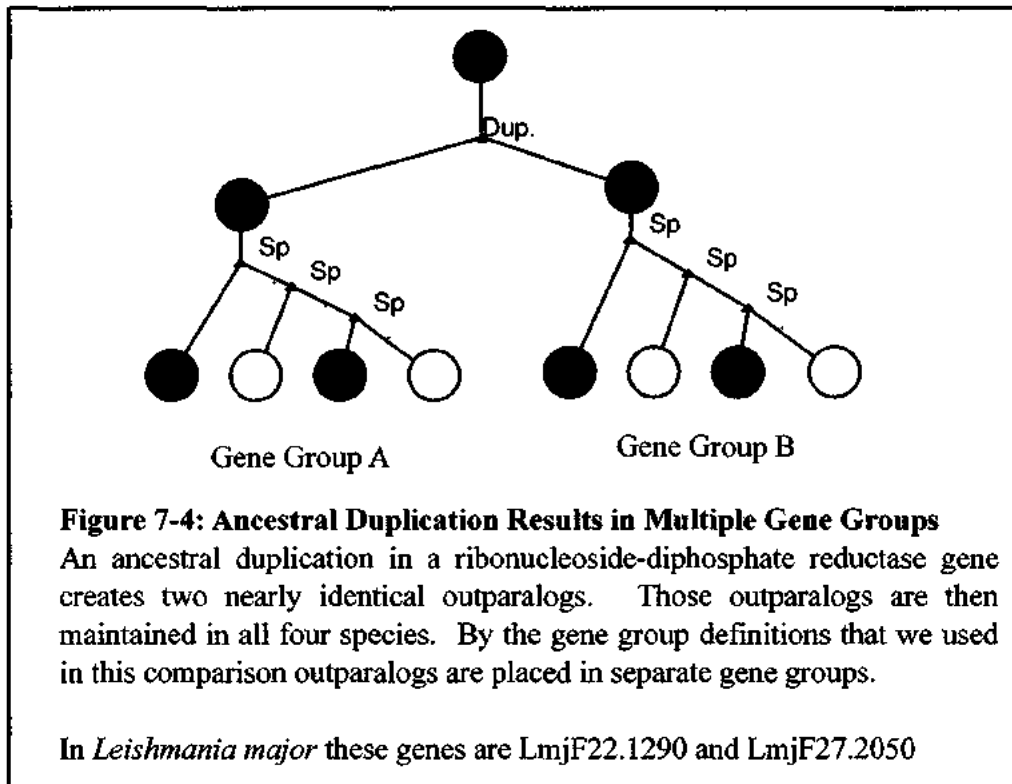 Dup.
Sp
Sp
Sp
Sp
Sp
Sp
Gene Group A
Gene Group B
Figure 7-4: Ancestral Duplication Results in Multiple Gene Groups
An ancestral duplication in a ribonucleoside-diphosphate reductase gene
creates two nearly identical outparalogs. Those outparalogs are then
maintained in all four species. By the gene group definitions that we used
in this comparison outparalogs are placed in separate gene groups.
In Leishmania major these genes are LmjF22.1290 and LmjF27.2050